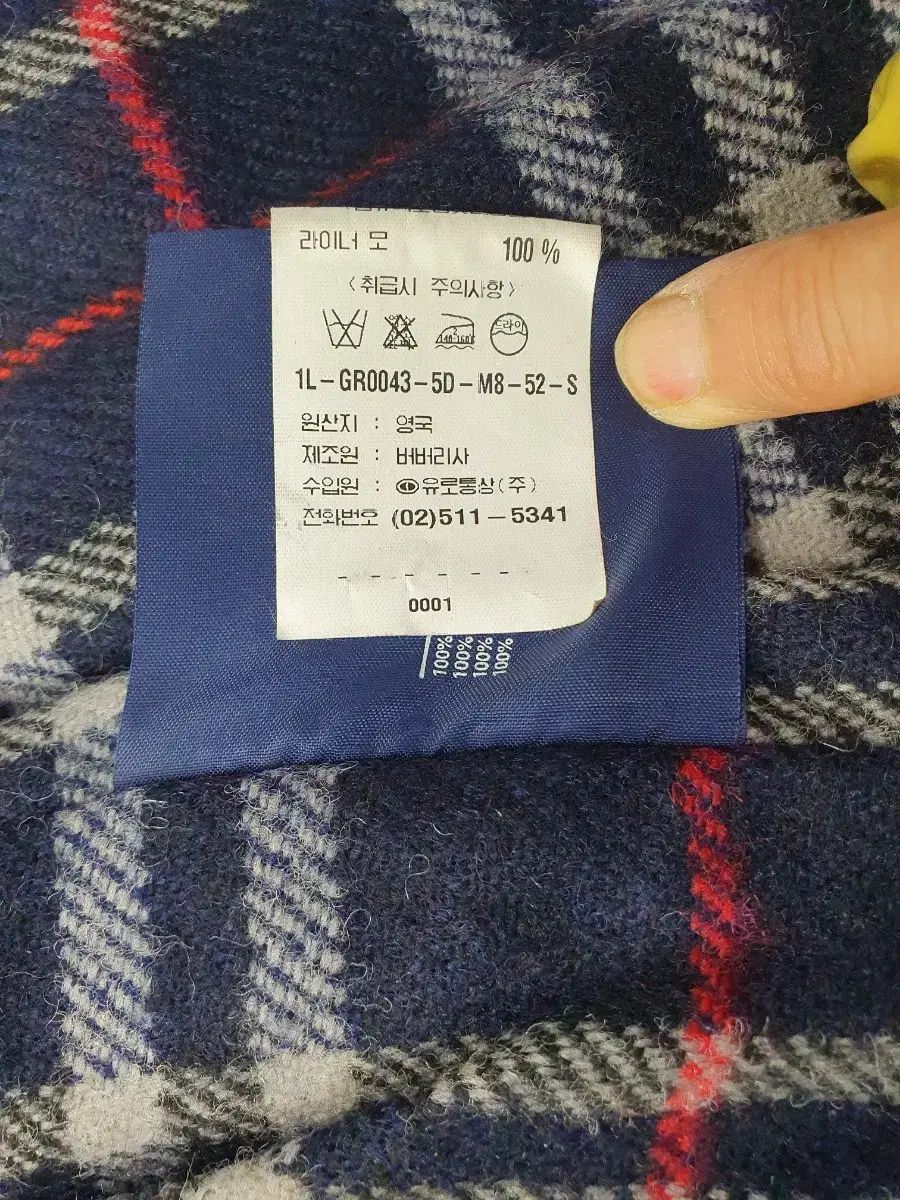 라이너 모 100 %
〈취급시 주의사항〉
140-160℃ 드라이
1L-GR0043-5D-M8-52-S
원산지 : 영국
제조원 : 버버리사
수입원 : 유로통상(주)
전화번호 (02)511-5341
- - - - - -
0001
100%
100%
100%
100%